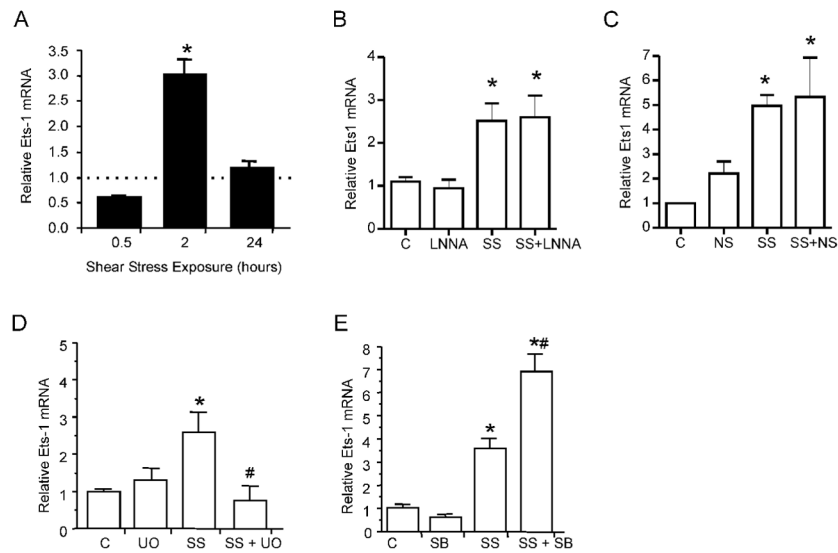 A
Relative Ets-1 mRNA
3.5
3.0
2.5
2.0
1.5
1.0
0.5
0.0
*
0.5 2 24
Shear Stress Exposure (hours)
B
Relative Ets1 mRNA
4
3
2
1
0
* *
C LNNA SS SS+LNNA
C
Relative Ets1 mRNA
7
6
5
4
3
2
1
0
* *
C NS SS SS+NS
D
Relative Ets-1 mRNA
5
4
3
2
1
0
*
#
C UO SS SS + UO
E
Relative Ets-1 mRNA
8
7
6
5
4
2
1
0
*
*#
C SB SS SS + SB